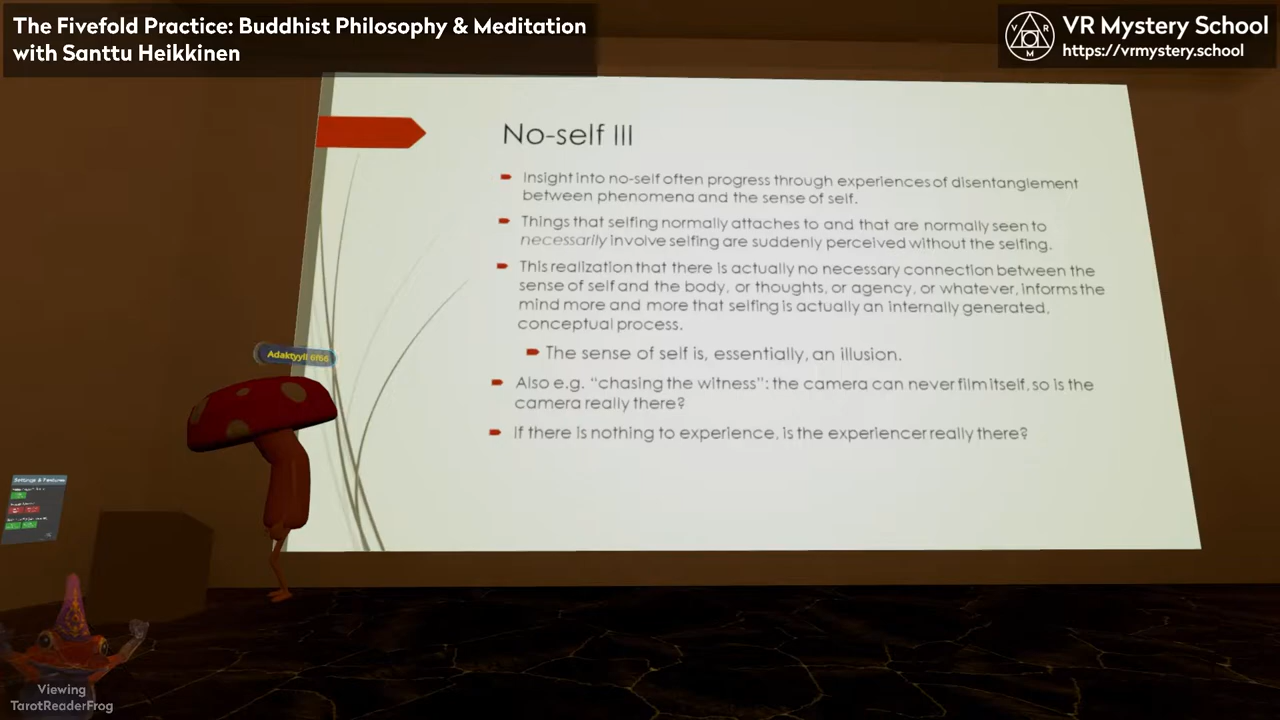 The Fivefold Practice: Buddhist Philosophy & Meditation
with Santtu Heikkinen
VR Mystery School
https://vrmystery.school
V R
M
No-self III
Insight into no-self often progress through experiences of disentanglement
between phenomena and the sense of self.
Things that selfing normally attaches to and that are normally seen to
necessarily involve selfing are suddenly perceived without the selfing.
This realization that there is actually no necessary connection between the
sense of self and the body, or thoughts, or agency, or whatever, informs the
mind more and more that selfing is actually an internally generated,
conceptual process.
The sense of self is, essentially, an illusion.
Also e.g. “chasing the witness”: the camera can never film itself, so is the
camera really there?
If there is nothing to experience, is the experiencer really there?
Settings & Features
Viewing
TarotReaderFrog